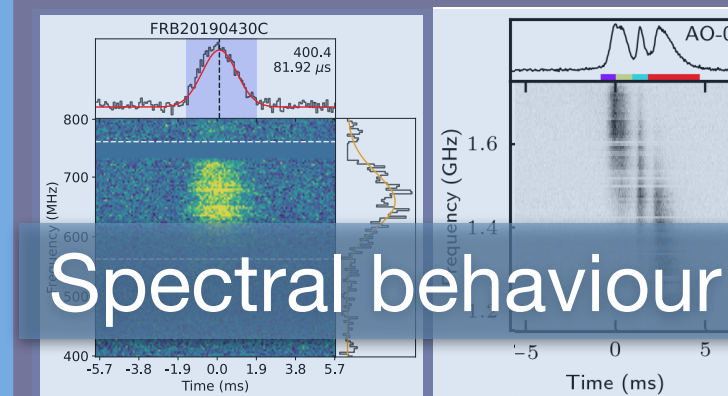 FRB20190430C
400.4
81.92 μs
800
700
600
500
400
Frequency (MHz)
-5.7 -3.8 -1.9 0.0 1.9 3.8 5.7
Time (ms)
AO-0
1.6
1.4
1.2
Frequency (GHz)
-5 0 5
Time (ms)
Spectral behaviour